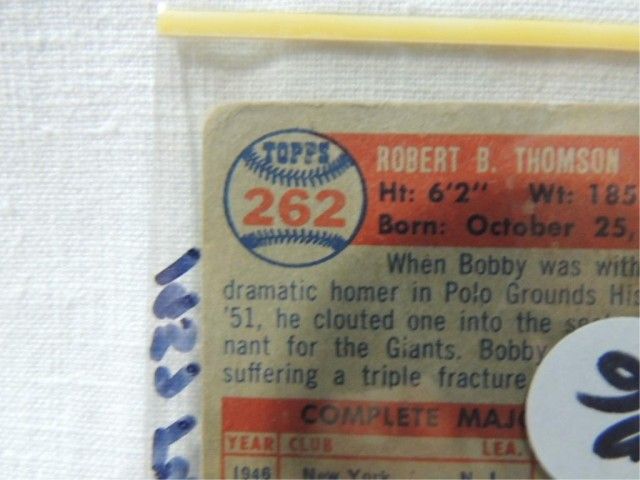 TOPPS
262
ROBERT B. THOMSON
Ht: 6'2" Wt: 185
Born: October 25,
When Bobby was with
dramatic homer in Polo Grounds His
'51, he clouted one into the
nant for the Giants. Bobby
suffering a triple fracture
COMPLETE MAJO
YEAR CLUB LEA.
1946 New York N. L.